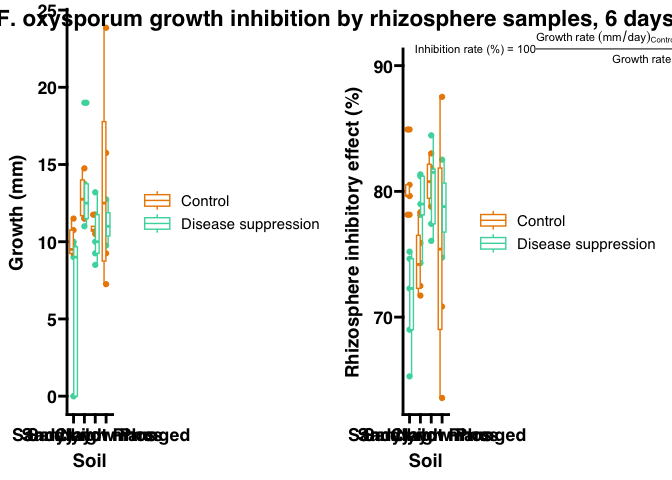 F. oxysporum growth inhibition by rhizosphere samples, 6 days
Growth rate (mm/day)
Inhibition rate (%) = 100
Growth rate
25
20
15
10
5
0
Growth (mm)
Control
Disease suppression
Soil
90
80
70
Rhizosphere inhibitory effect (%)
Control
Disease suppression
Soil